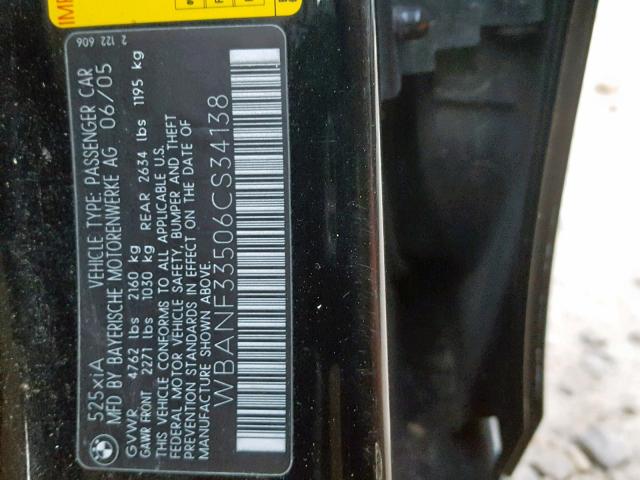 525xiA VEHICLE TYPE: PASSENGER CAR
MFD BY BAYERISCHE MOTORENWERKE AG 06/05
GVWR 4762 lbs 2160 kg
GAWR FRONT 2271 lbs 1030 kg REAR 2634 lbs 1195 kg
THIS VEHICLE CONFORMS TO ALL APPLICABLE U.S.
FEDERAL MOTOR VEHICLE SAFETY, BUMPER AND THEFT
PREVENTION STANDARDS IN EFFECT ON THE DATE OF
MANUFACTURE SHOWN ABOVE
WBANF33506CS34138
2 122 606